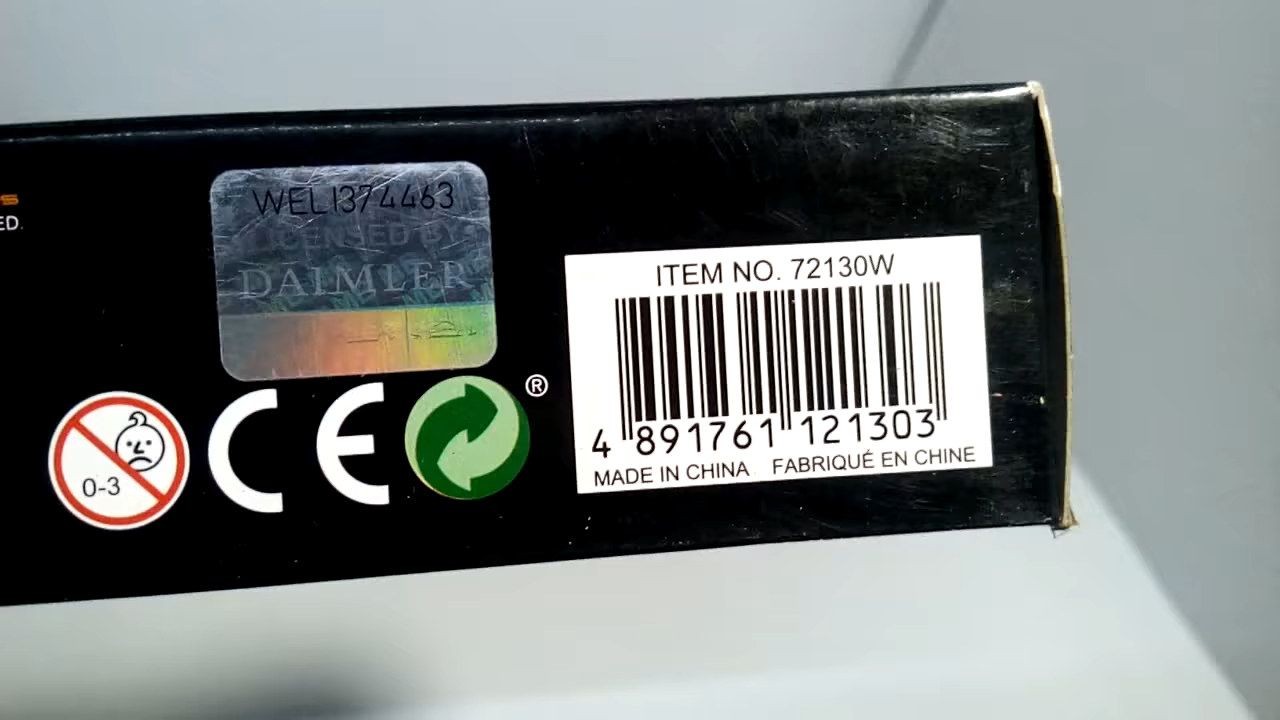 S
ED.
WEL1374463
LICENSED BY
DAIMLER
0-3
CE
®
ITEM NO. 72130W
4 891761 121303
MADE IN CHINA FABRIQUÉ EN CHINE